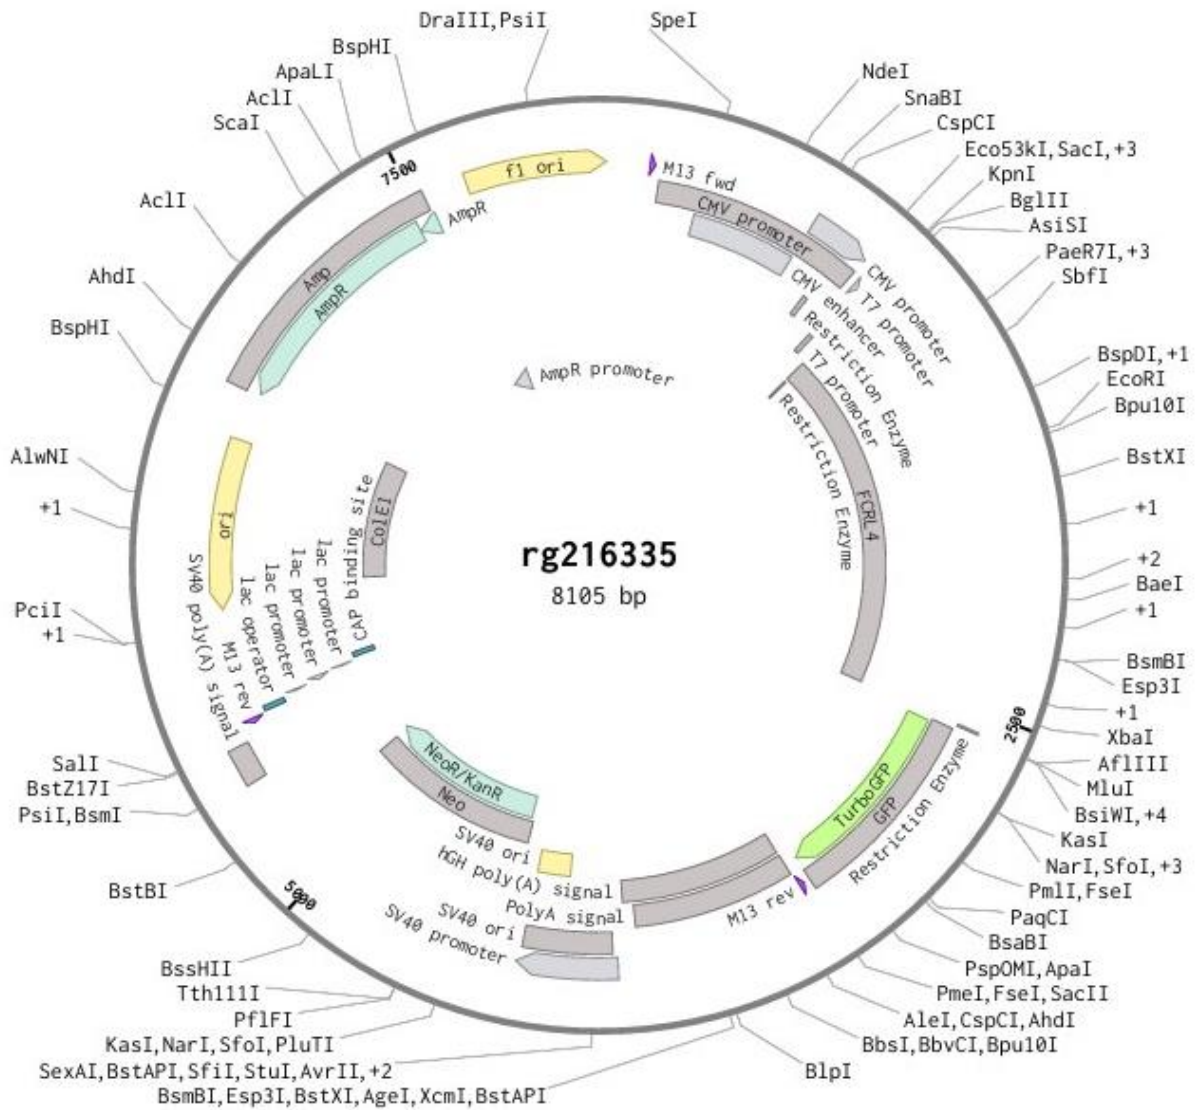 DraIII,PsiI
SpeI
BspHI
ApaLI
AclI
ScaI
AclI
AhdI
BspHI
AlwNI
+1
PciI
+1
SalI
BstZ17I
PsiI,BsmI
BstBI
BssHII
Tth111I
PflFI
KasI,NarI,SfoI,PluTI
SexAI,BstAPI,SfiI,StuI,AvrII,+2
BsmBI,Esp3I,BstXI,AgeI,XcmI,BstAPI
NdeI
SnaBI
CspCI
Eco53kI,SacI,+3
KpnI
BglII
AsiSI
PaeR7I,+3
SbfI
BspDI,+1
EcoRI
Bpu10I
BstXI
+1
+2
BaeI
+1
BsmBI
Esp3I
+1
XbaI
AflIII
MluI
BsiWI,+4
KasI
NarI,SfoI,+3
PmlI,FseI
PaqCI
BsaBI
PspOMI,ApaI
PmeI,FseI,SacII
AleI,CspCI,AhdI
BbsI,BbvCI,Bpu10I
BlpI
7500
2500
5000
f1 ori
M13 fwd
CMV promoter
CMV promoter
T7 promoter
CMV enhancer
Restriction Enzyme
T7 promoter
Restriction Enzyme
FCRL4
AmpR
Amp
AmpR
AmpR promoter
ori
ColE1
CAP binding site
lac promoter
lac promoter
lac promoter
lac operator
M13 rev
SV40 poly(A) signal
rg216335
8105 bp
NeoR/KanR
Neo
SV40 ori
hGH poly(A) signal
PolyA signal
SV40 ori
SV40 promoter
M13 rev
TurboGFP
GFP
Restriction Enzyme